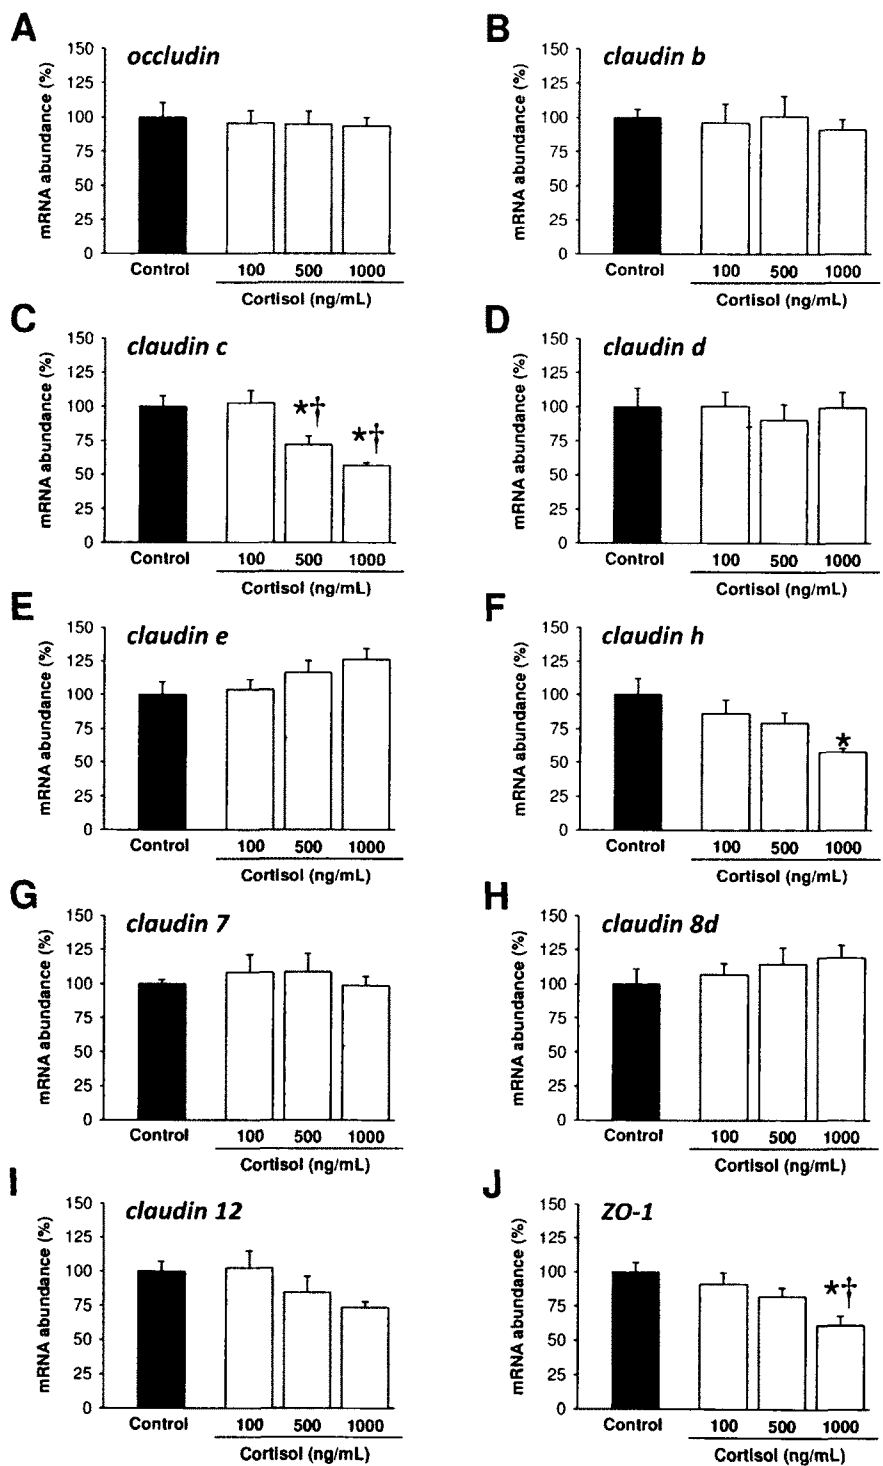 A
occludin
mRNA abundance (%)
150
125
100
75
50
25
0
Control
100
500
1000
Cortisol (ng/mL)
B
claudin b
mRNA abundance (%)
150
125
100
75
50
25
0
Control
100
500
1000
Cortisol (ng/mL)
C
claudin c
mRNA abundance (%)
150
125
100
75
50
25
0
*†
*†
Control
100
500
1000
Cortisol (ng/mL)
D
claudin d
mRNA abundance (%)
150
125
100
75
50
25
0
Control
100
500
1000
Cortisol (ng/mL)
E
claudin e
mRNA abundance (%)
150
125
100
75
50
25
0
Control
100
500
1000
Cortisol (ng/mL)
F
claudin h
mRNA abundance (%)
150
125
100
75
50
25
0
*
Control
100
500
1000
Cortisol (ng/mL)
G
claudin 7
mRNA abundance (%)
150
125
100
75
50
25
0
Control
100
500
1000
Cortisol (ng/mL)
H
claudin 8d
mRNA abundance (%)
150
125
100
75
50
25
0
Control
100
500
1000
Cortisol (ng/mL)
I
claudin 12
mRNA abundance (%)
150
125
100
75
50
25
0
Control
100
500
1000
Cortisol (ng/mL)
J
ZO-1
mRNA abundance (%)
150
125
100
75
50
25
0
*†
Control
100
500
1000
Cortisol (ng/mL)